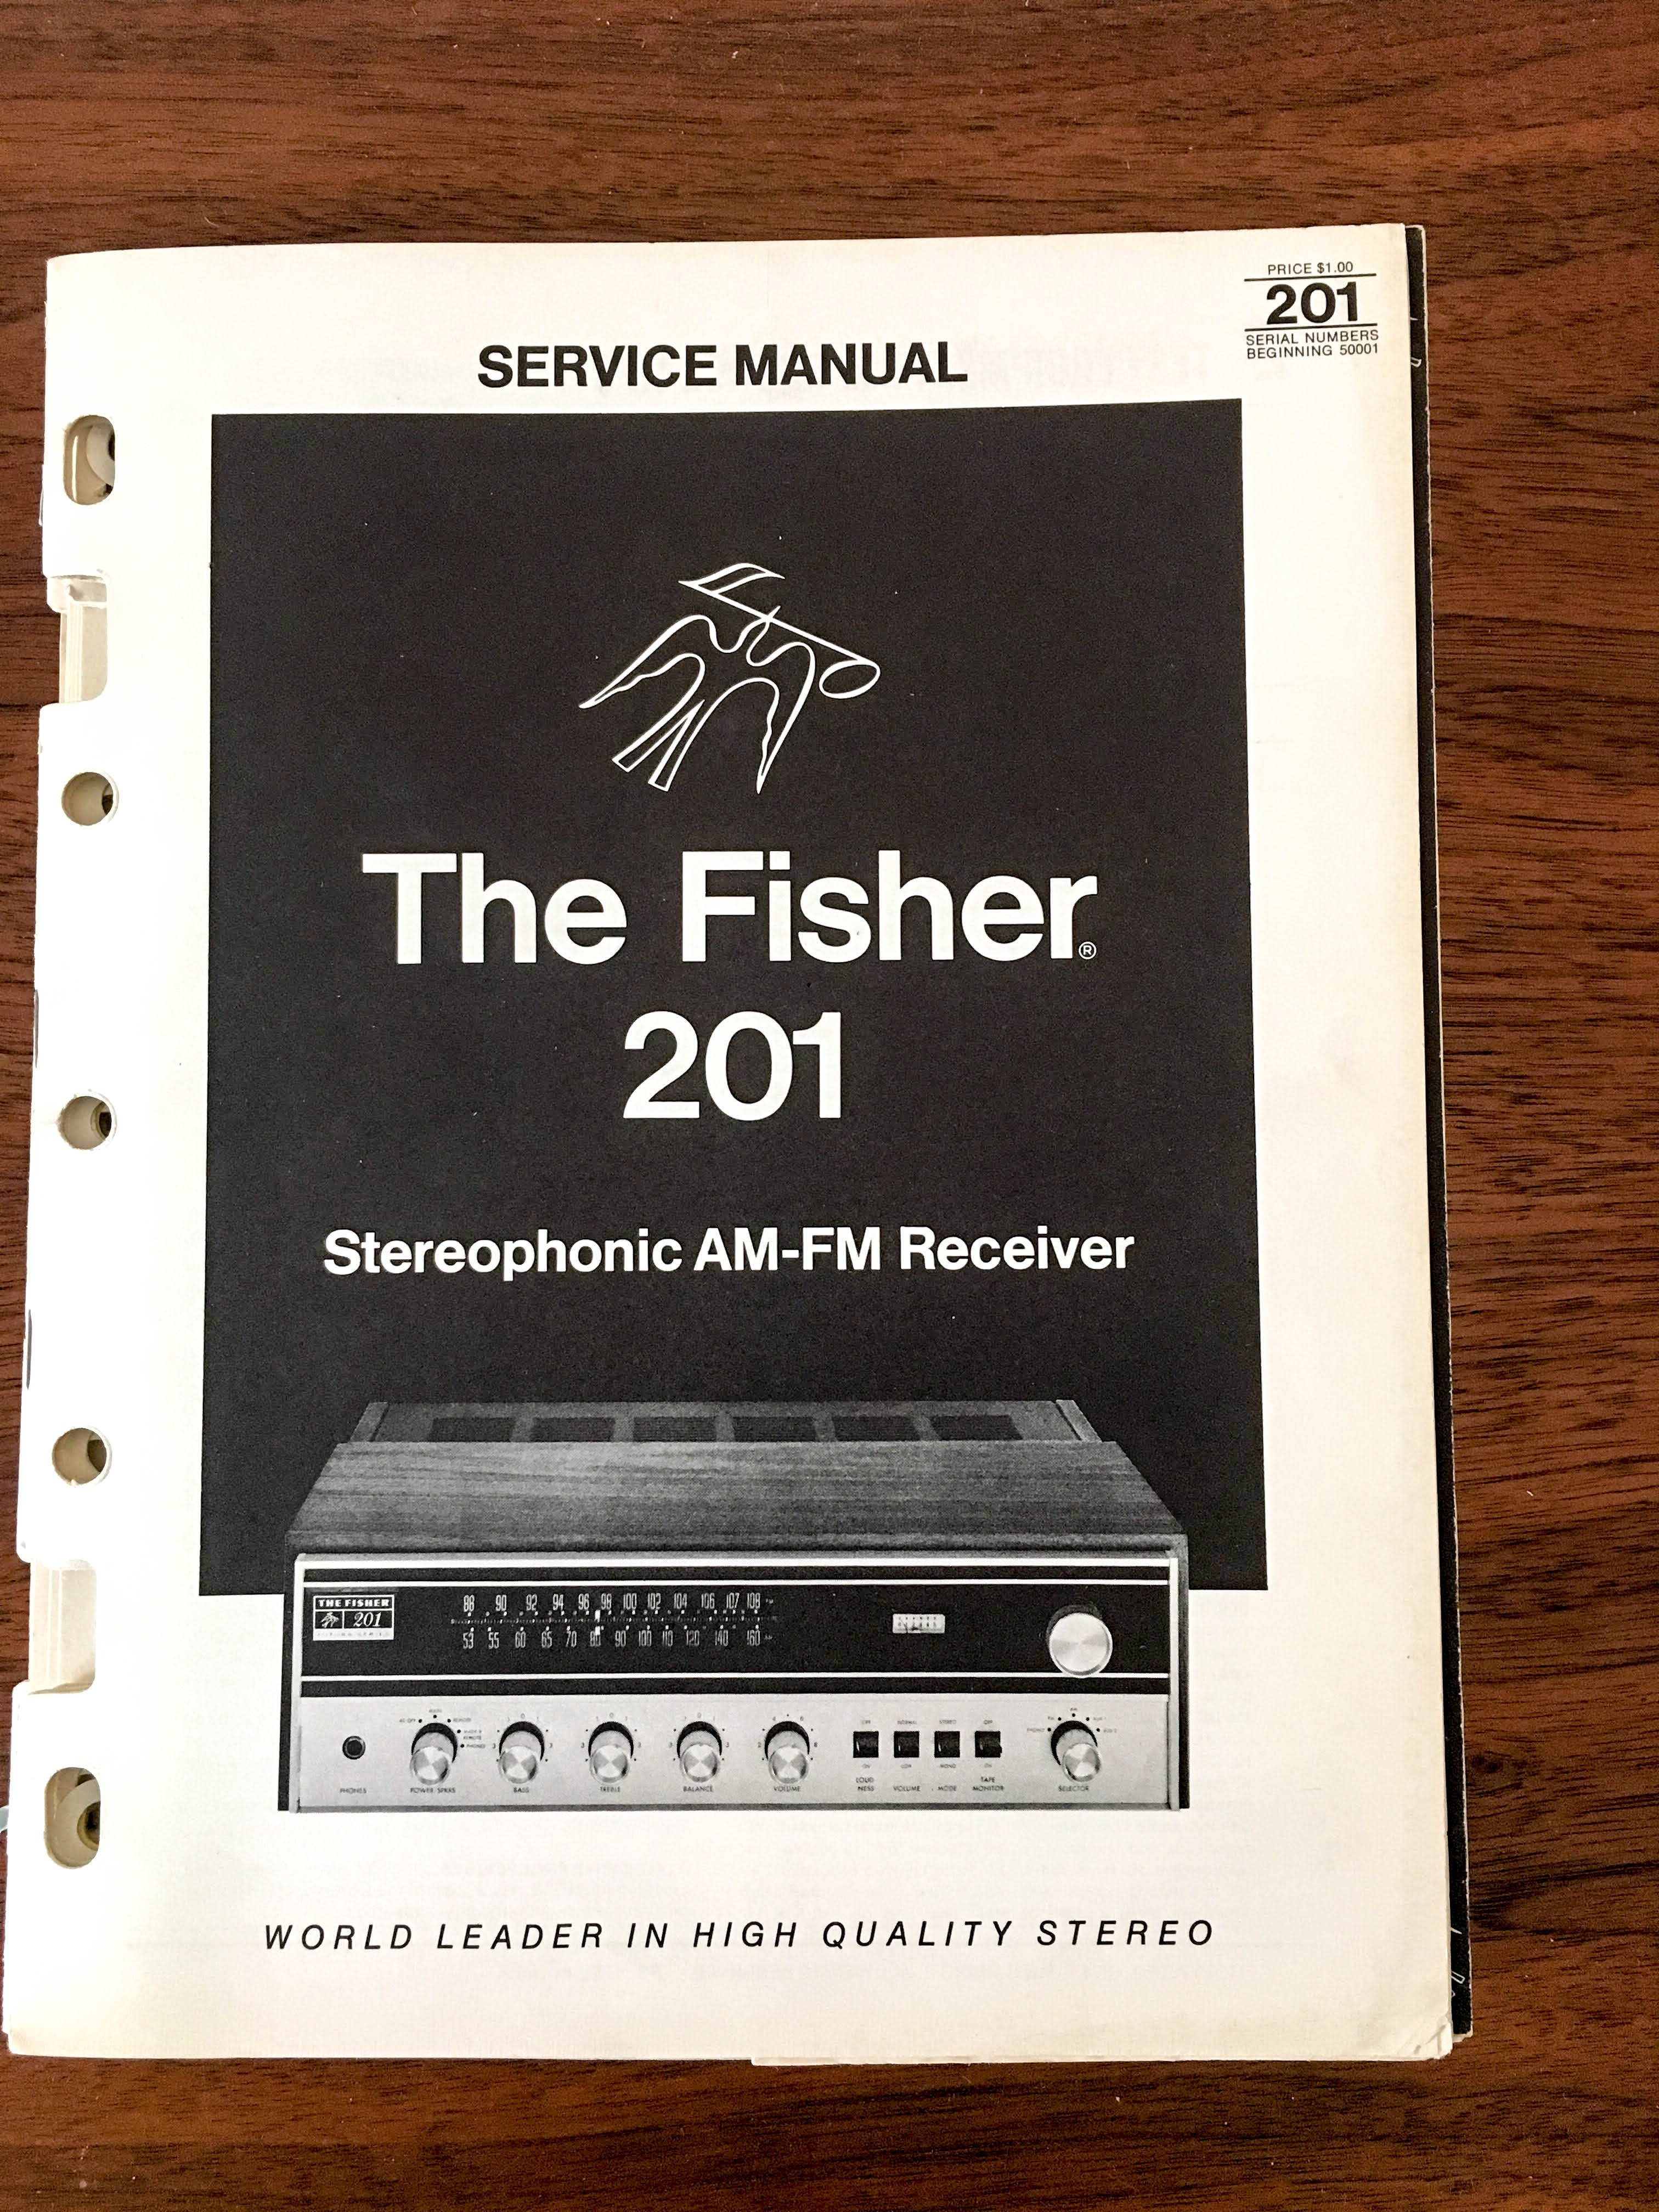 PRICE $1.00
201
SERIAL NUMBERS
BEGINNING 50001
SERVICE MANUAL
The Fisher®
201
Stereophonic AM-FM Receiver
THE FISHER
201
88 90 92 94 96 98 100 102 104 106 107 108
53 55 60 65 70 80 90 100 110 120 140 160
PHONES POWER SPKRS BASS TREBLE BALANCE VOLUME LOUD NESS VOLUME MODE TAPE MONITOR SELECTOR
WORLD LEADER IN HIGH QUALITY STEREO